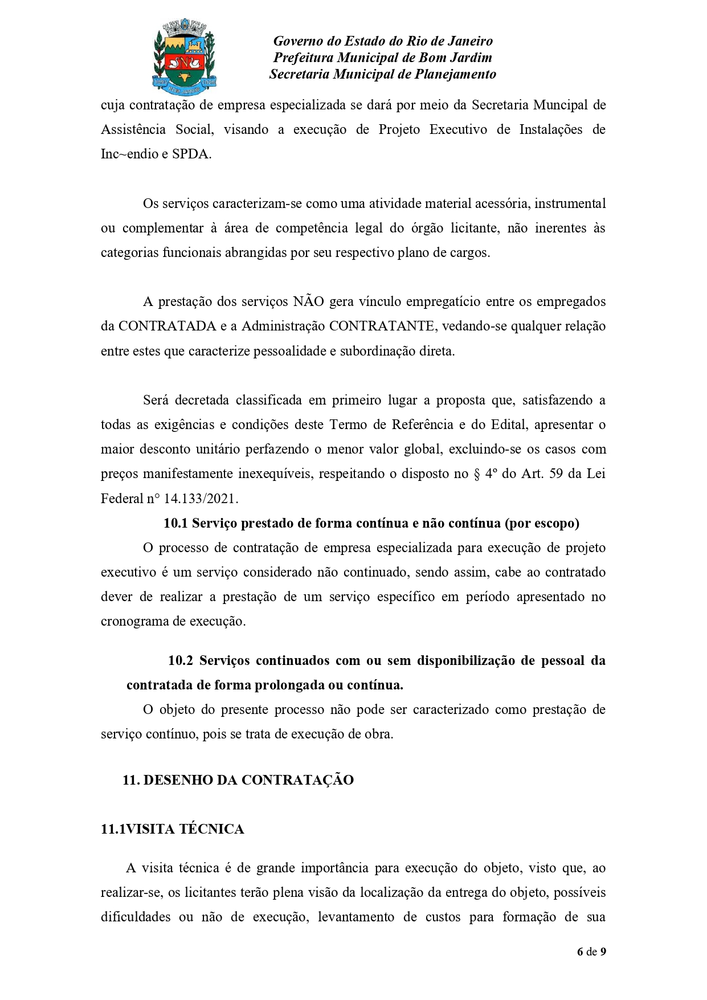 Governo do Estado do Rio de Janeiro
Prefeitura Municipal de Bom Jardim
Secretaria Municipal de Planejamento
N
1893 1929
BOM JARDIM
cuja contratação de empresa especializada se dará por meio da Secretaria Muncipal de
Assistência Social, visando a execução de Projeto Executivo de Instalações de
Inc~endio e SPDA.
Os serviços caracterizam-se como uma atividade material acessória, instrumental
ou complementar à área de competência legal do órgão licitante, não inerentes às
categorias funcionais abrangidas por seu respectivo plano de cargos.
A prestação dos serviços NÃO gera vínculo empregatício entre os empregados
da CONTRATADA e a Administração CONTRATANTE, vedando-se qualquer relação
entre estes que caracterize pessoalidade e subordinação direta.
Será decretada classificada em primeiro lugar a proposta que, satisfazendo a
todas as exigências e condições deste Termo de Referência e do Edital, apresentar o
maior desconto unitário perfazendo o menor valor global, excluindo-se os casos com
preços manifestamente inexequíveis, respeitando o disposto no § 4º do Art. 59 da Lei
Federal n° 14.133/2021.
10.1 Serviço prestado de forma contínua e não contínua (por escopo)
O processo de contratação de empresa especializada para execução de projeto
executivo é um serviço considerado não continuado, sendo assim, cabe ao contratado
dever de realizar a prestação de um serviço específico em período apresentado no
cronograma de execução.
10.2 Serviços continuados com ou sem disponibilização de pessoal da
contratada de forma prolongada ou contínua.
O objeto do presente processo não pode ser caracterizado como prestação de
serviço contínuo, pois se trata de execução de obra.
11. DESENHO DA CONTRATAÇÃO
11.1VISITA TÉCNICA
A visita técnica é de grande importância para execução do objeto, visto que, ao
realizar-se, os licitantes terão plena visão da localização da entrega do objeto, possíveis
dificuldades ou não de execução, levantamento de custos para formação de sua
6 de 9